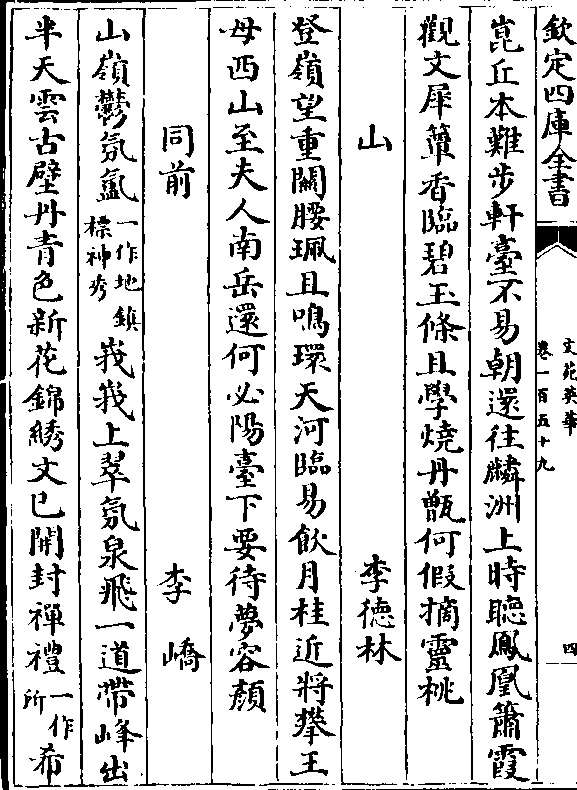 欽定四庫全書
文苑英華
卷一百五十九
四
崑丘本難步軒臺不易朝還往麟洲上時聽鳳凰簫霞
觀文犀簟香臨碧玉條且學燒丹甑何假摘靈桃
山 李德林
登嶺望重關腰珮且鳴環天河臨易飲月桂近將攀王
母西山至夫人南岳還何必陽臺下要待夢容顏
同前 李嶠
山嶺鬱氛氳一作地鎮標神秀峩峩上翠氛泉飛一道帶峰出
半天雲古壁丹青色新花錦綉文已開封禪禮一作所希